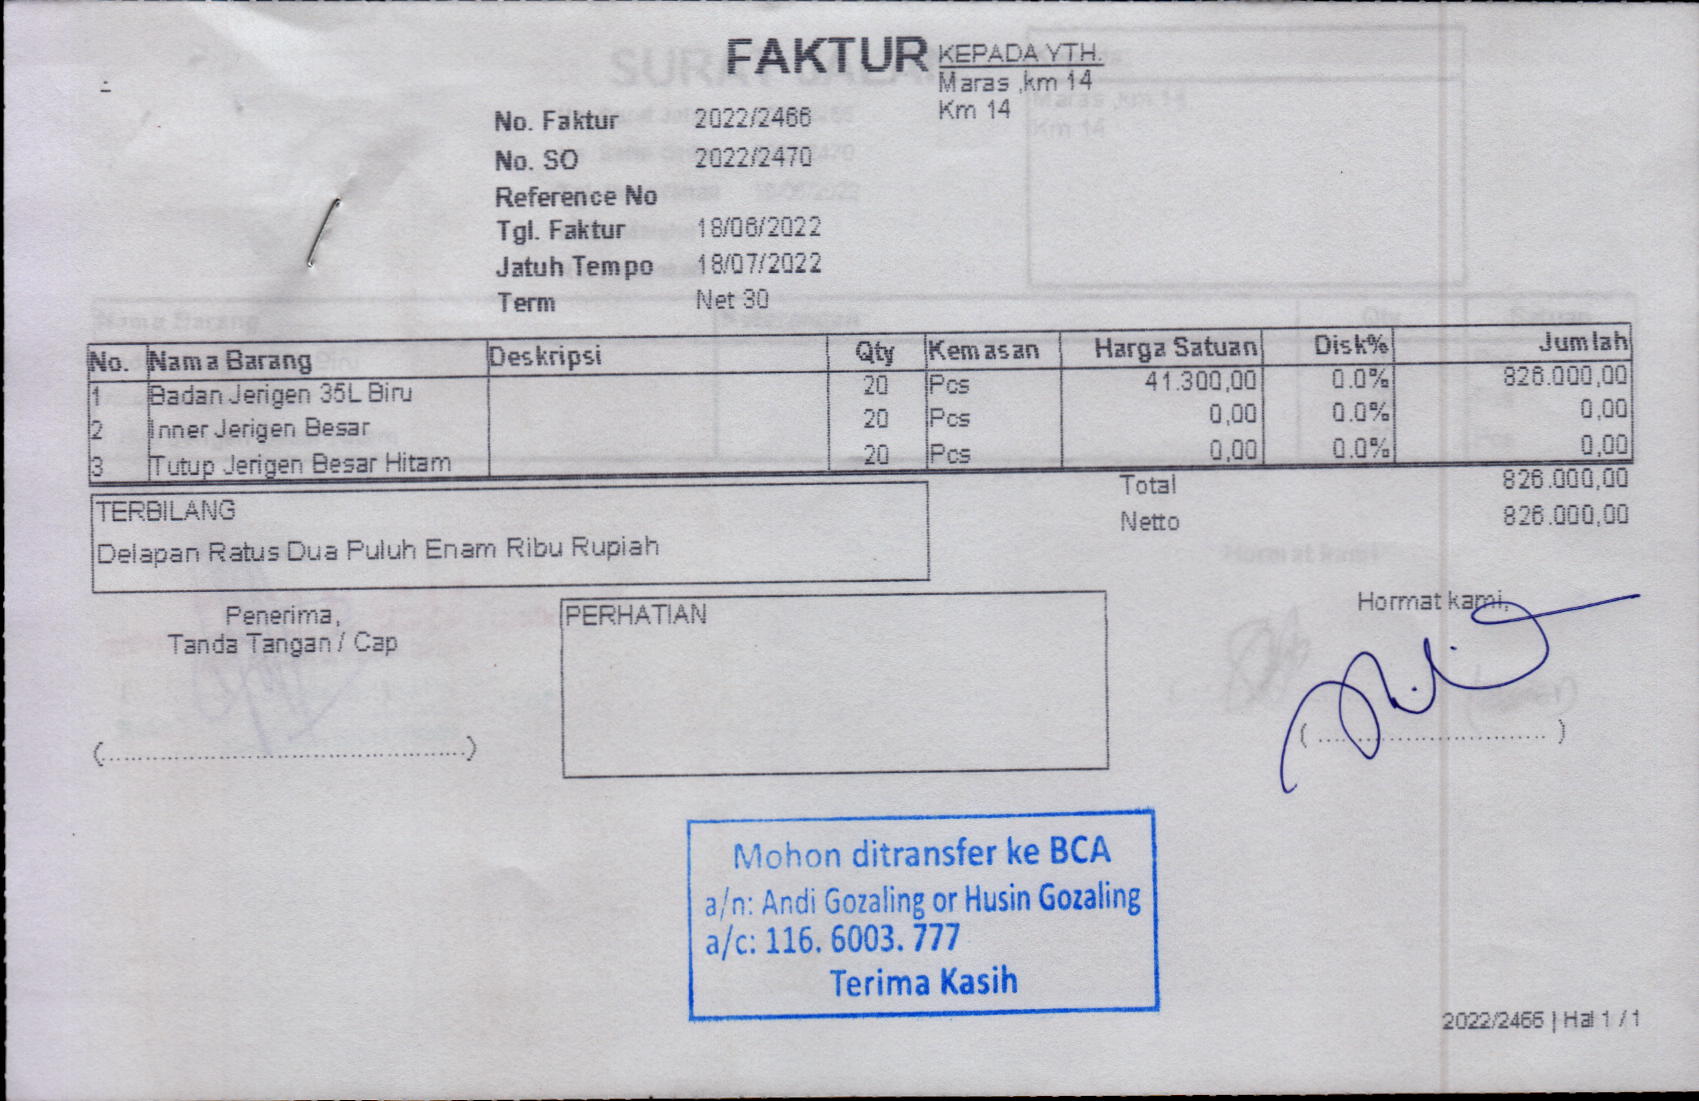 FAKTUR
KEPADA YTH.
Maras ,km 14
Km 14
No. Faktur 2022/2466
No. SO 2022/2470
Reference No
Tgl. Faktur 18/06/2022
Jatuh Tempo 18/07/2022
Term Net 30
No. Nama Barang Deskripsi Qty Kemasan Harga Satuan Disk% Jumlah
1 Badan Jerigen 35L Biru 20 Pcs 41.300,00 0.0% 826.000,00
2 Inner Jerigen Besar 20 Pcs 0,00 0.0% 0,00
3 Tutup Jerigen Besar Hitam 20 Pcs 0,00 0.0% 0,00
Total 826.000,00
Netto 826.000,00
TERBILANG
Delapan Ratus Dua Puluh Enam Ribu Rupiah
Penerima,
Tanda Tangan / Cap
(..................................................)
PERHATIAN
Hormat kami,
( ............................... )
Mohon ditransfer ke BCA
a/n: Andi Gozaling or Husin Gozaling
a/c: 116. 6003. 777
Terima Kasih
2022/2466 | Hal 1 / 1